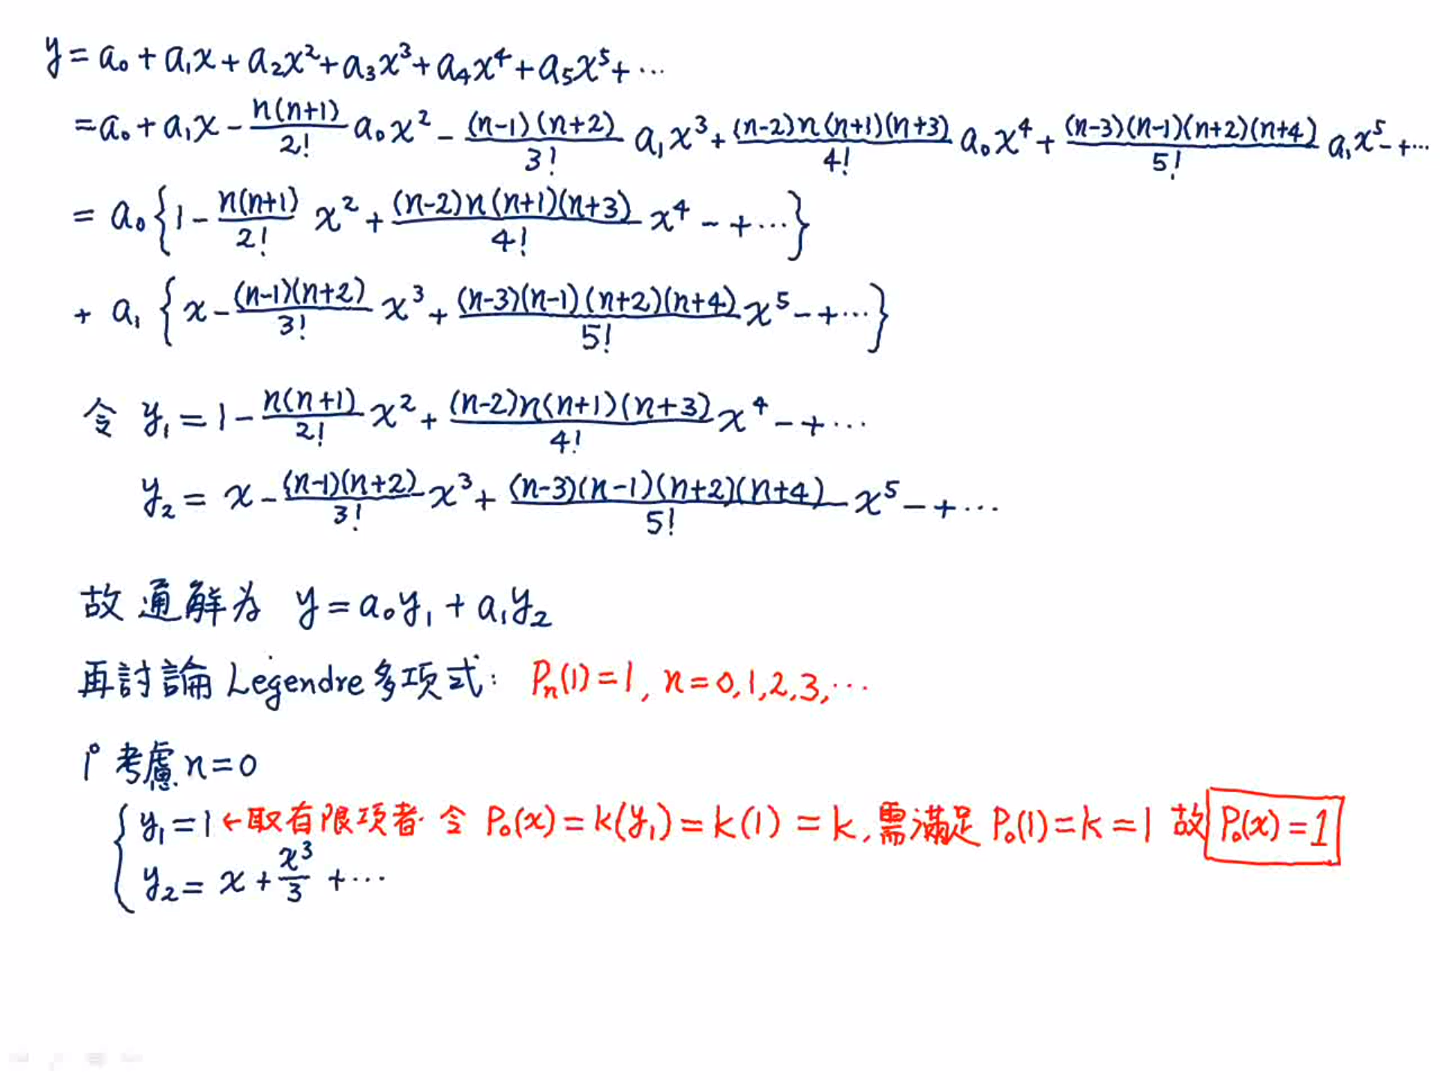 y = a₀ + a₁x + a₂x² + a₃x³ + a₄x⁴ + a₅x⁵ + ⋯
= a₀ + a₁x - n(n+1)/2! a₀x² - (n-1)(n+2)/3! a₁x³ + (n-2)n(n+1)(n+3)/4! a₀x⁴ + (n-3)(n-1)(n+2)(n+4)/5! a₁x⁵ - + ⋯
= a₀{1 - n(n+1)/2! x² + (n-2)n(n+1)(n+3)/4! x⁴ - + ⋯}
+ a₁{x - (n-1)(n+2)/3! x³ + (n-3)(n-1)(n+2)(n+4)/5! x⁵ - + ⋯}
令 y₁ = 1 - n(n+1)/2! x² + (n-2)n(n+1)(n+3)/4! x⁴ - + ⋯
y₂ = x - (n-1)(n+2)/3! x³ + (n-3)(n-1)(n+2)(n+4)/5! x⁵ - + ⋯
故通解為 y = a₀y₁ + a₁y₂
再討論 Legendre 多項式: Pₙ(1) = 1, n = 0,1,2,3,⋯
1° 考慮 n = 0
{ y₁ = 1 ← 取有限項者. 令 P₀(x) = k(y₁) = k(1) = k, 需滿足 P₀(1) = k = 1 故 P₀(x) = 1
y₂ = x + x³/3 + ⋯